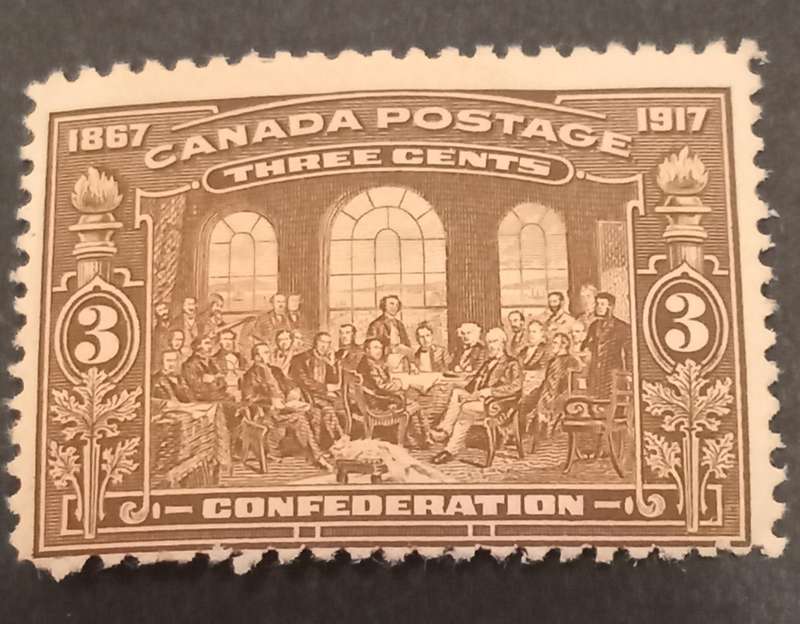 1867 CANADA POSTAGE 1917
THREE CENTS
3 3
CONFEDERATION